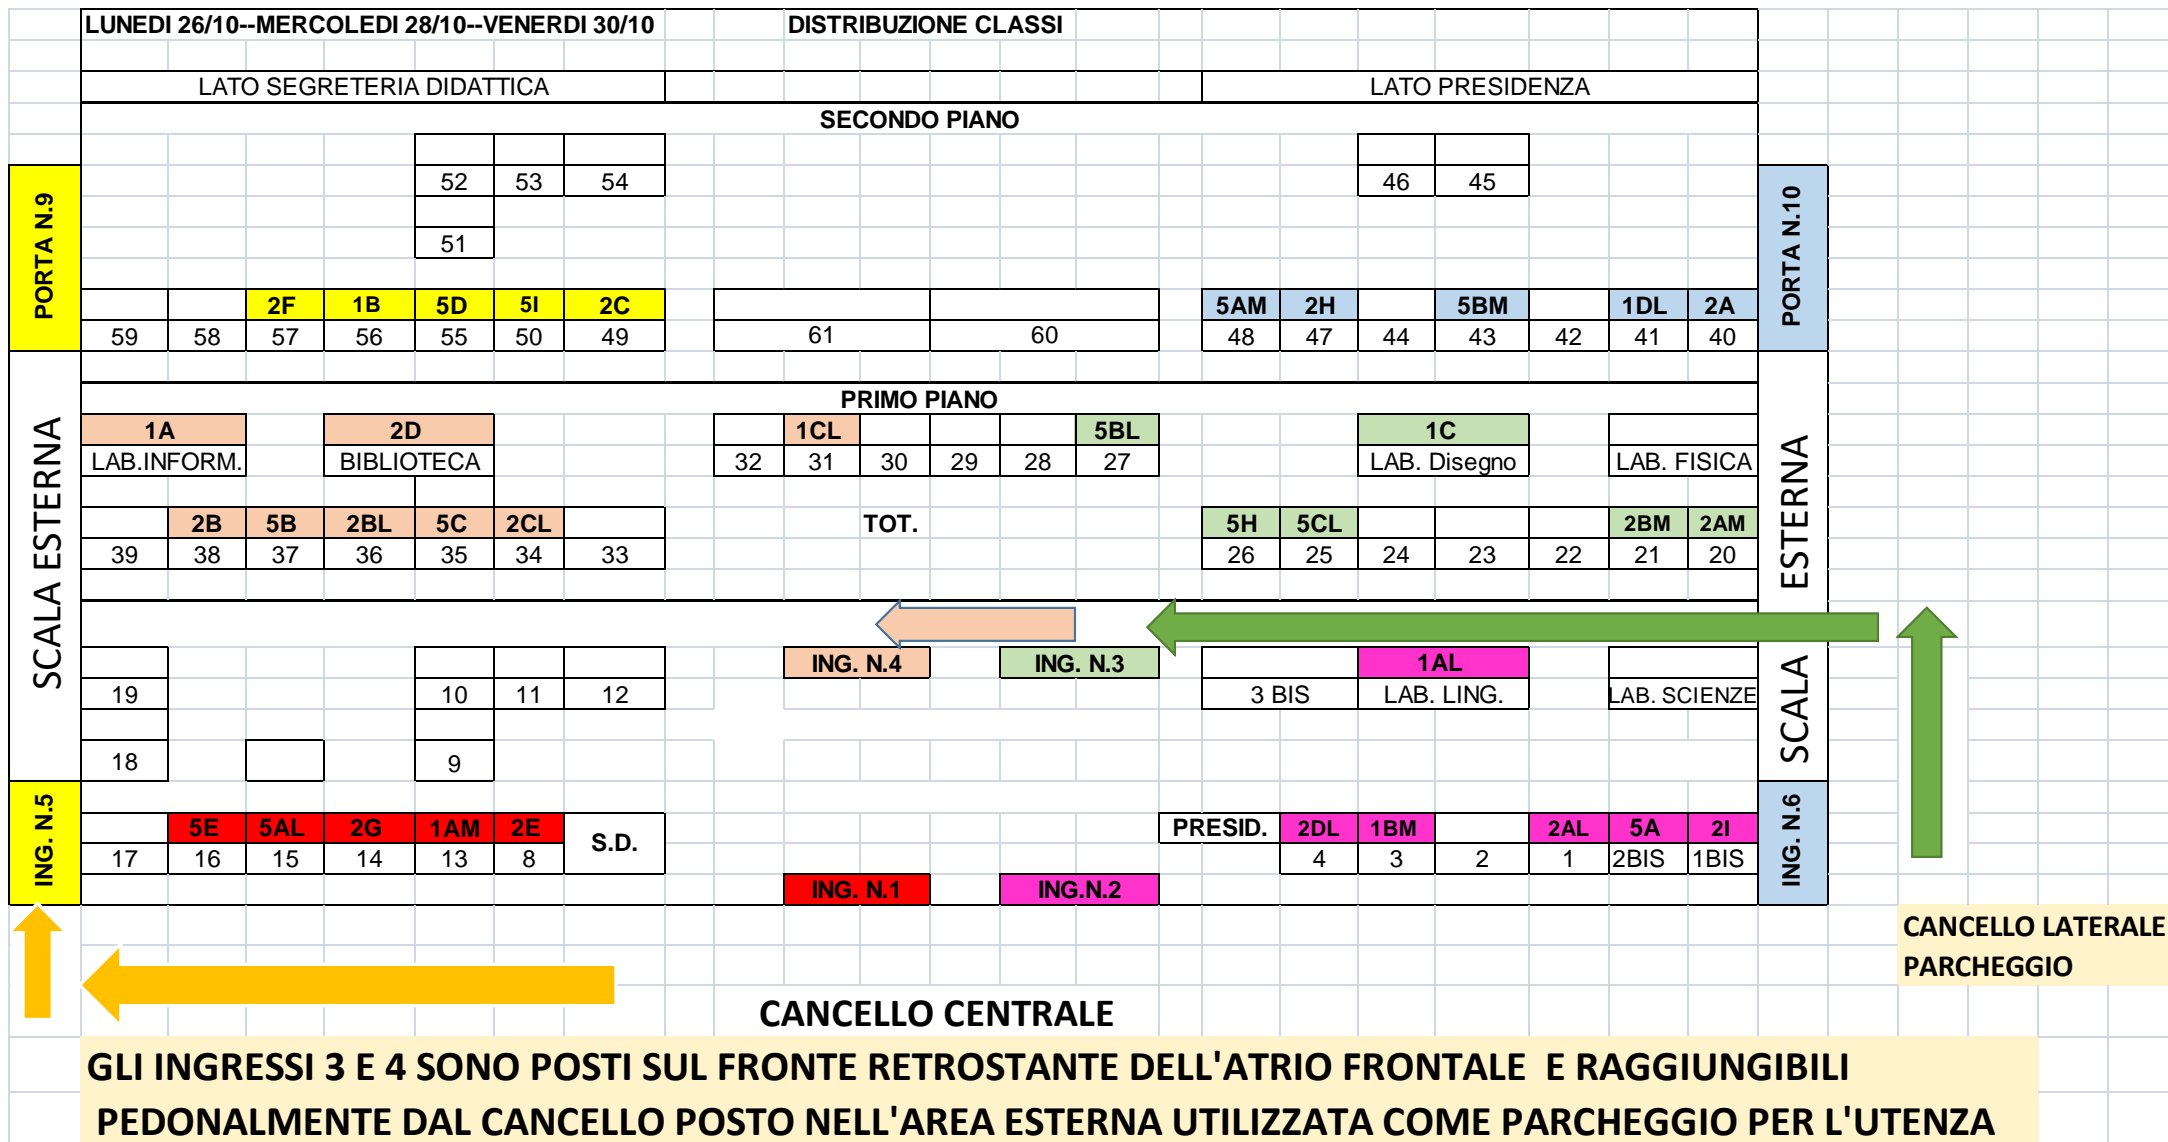 LUNEDI 26/10--MERCOLEDI 28/10--VENERDI 30/10 DISTRIBUZIONE CLASSI
LATO SEGRETERIA DIDATTICA LATO PRESIDENZA
SECONDO PIANO
52 53 54 46 45
PORTA N.9
PORTA N.10
51
2F 1B 5D 5I 2C 5AM 2H 5BM 1DL 2A
59 58 57 56 55 50 49 61 60 48 47 44 43 42 41 40
PRIMO PIANO
SCALA ESTERNA
SCALA ESTERNA
1A 2D 1CL 5BL 1C
LAB.INFORM. BIBLIOTECA 32 31 30 29 28 27 LAB. Disegno LAB. FISICA
2B 5B 2BL 5C 2CL TOT. 5H 5CL 2BM 2AM
39 38 37 36 35 34 33 26 25 24 23 22 21 20
ING. N.4 ING. N.3 1AL
19 10 11 12 3 BIS LAB. LING. LAB. SCIENZE
18 9
ING. N.5
ING. N.6
5E 5AL 2G 1AM 2E S.D. PRESID. 2DL 1BM 2AL 5A 2I
17 16 15 14 13 8 4 3 2 1 2BIS 1BIS
ING. N.1 ING.N.2
CANCELLO LATERALE
PARCHEGGIO
CANCELLO CENTRALE
GLI INGRESSI 3 E 4 SONO POSTI SUL FRONTE RETROSTANTE DELL'ATRIO FRONTALE E RAGGIUNGIBILI
PEDONALMENTE DAL CANCELLO POSTO NELL'AREA ESTERNA UTILIZZATA COME PARCHEGGIO PER L'UTENZA